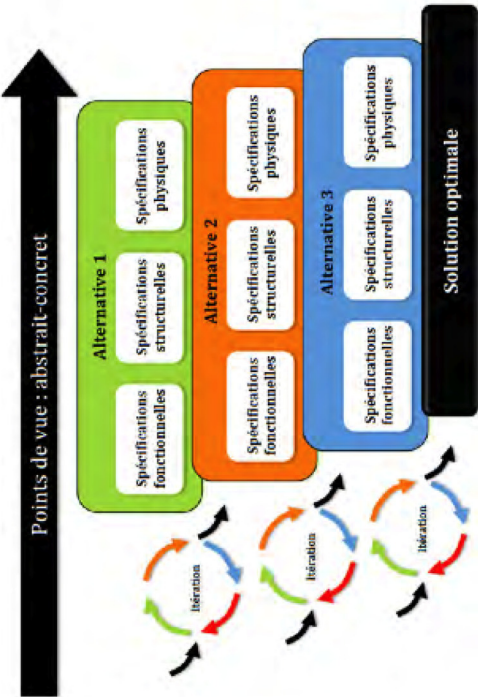 Points de vue : abstrait-concret
Alternative 1
Spécifications
fonctionnelles
Spécifications
structurelles
Spécifications
physiques
Alternative 2
Spécifications
fonctionnelles
Spécifications
structurelles
Spécifications
physiques
Alternative 3
Spécifications
fonctionnelles
Spécifications
structurelles
Spécifications
physiques
Solution optimale
Itération
Itération
Itération